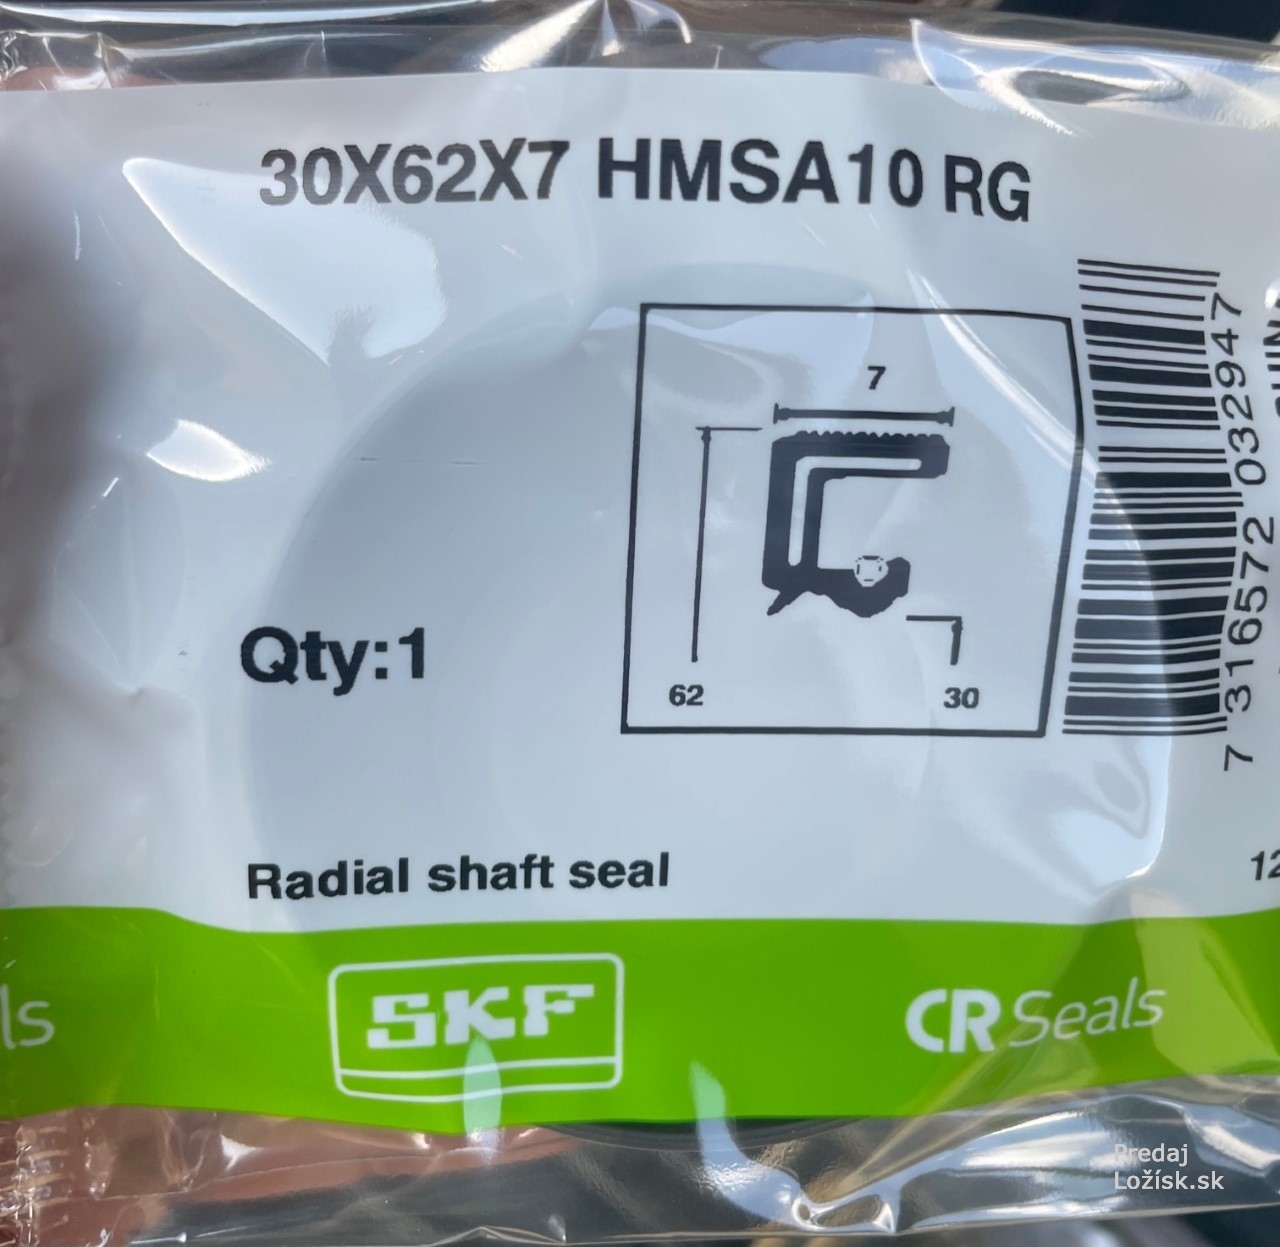 30X62X7 HMSA10 RG
7
62
30
7 316572 032947
Qty:1
Radial shaft seal
12
ls
SKF
CR Seals
Predaj
Ložísk.sk